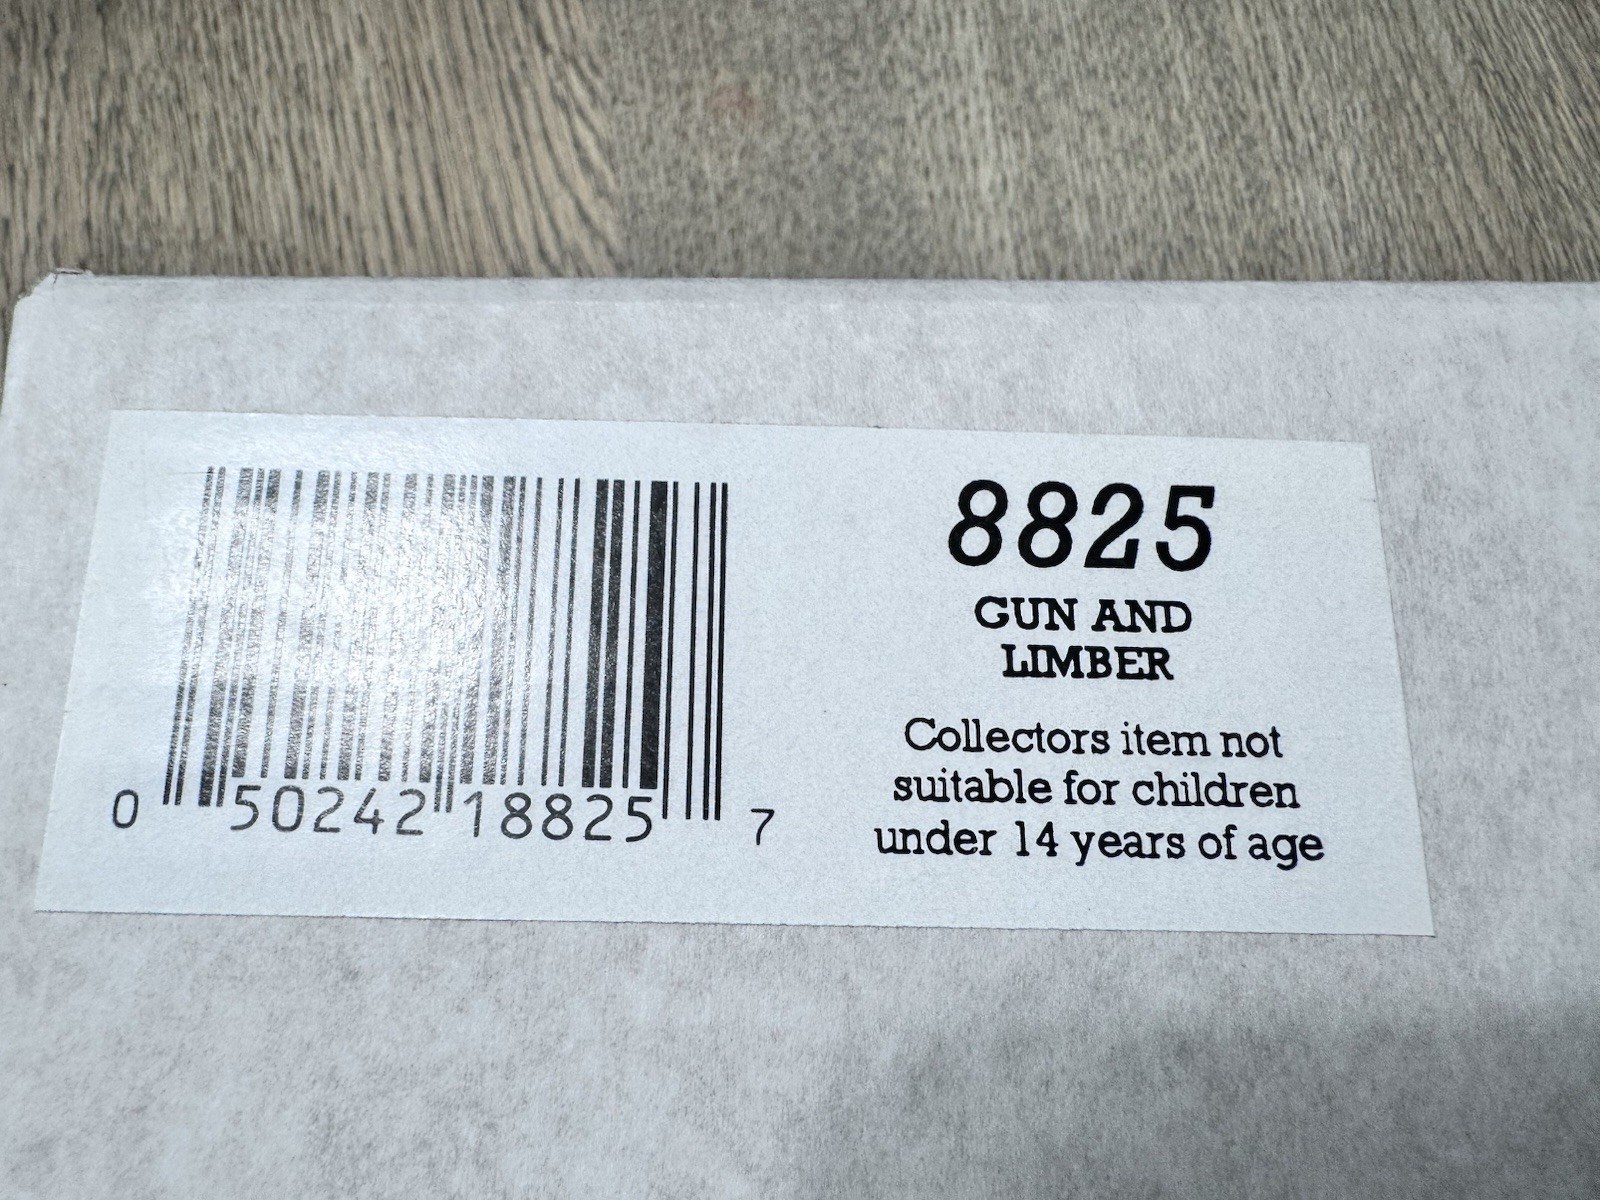 8825
GUN AND
LIMBER
Collectors item not
suitable for children
under 14 years of age
0 50242 18825 7